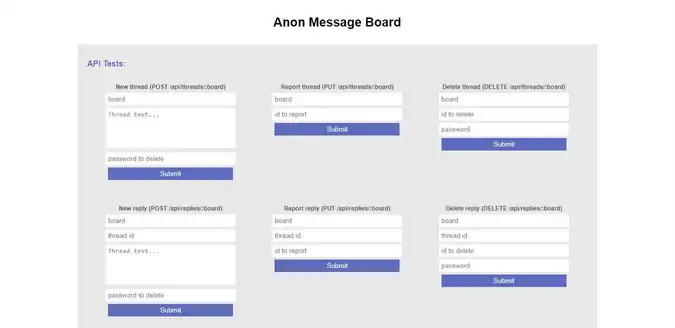 Anon Message Board
API Tests:
New thread (POST /api/threads/:board)
board
Thread text...
password to delete
Submit
Report thread (PUT /api/threads/:board)
board
id to report
Submit
Delete thread (DELETE /api/threads/:board)
board
id to delete
password
Submit
New reply (POST /api/replies/:board)
board
thread id
Thread text...
password to delete
Submit
Report reply (PUT /api/replies/:board)
board
thread id
id to report
Submit
Delete reply (DELETE /api/replies/:board)
board
thread id
id to delete
password
Submit